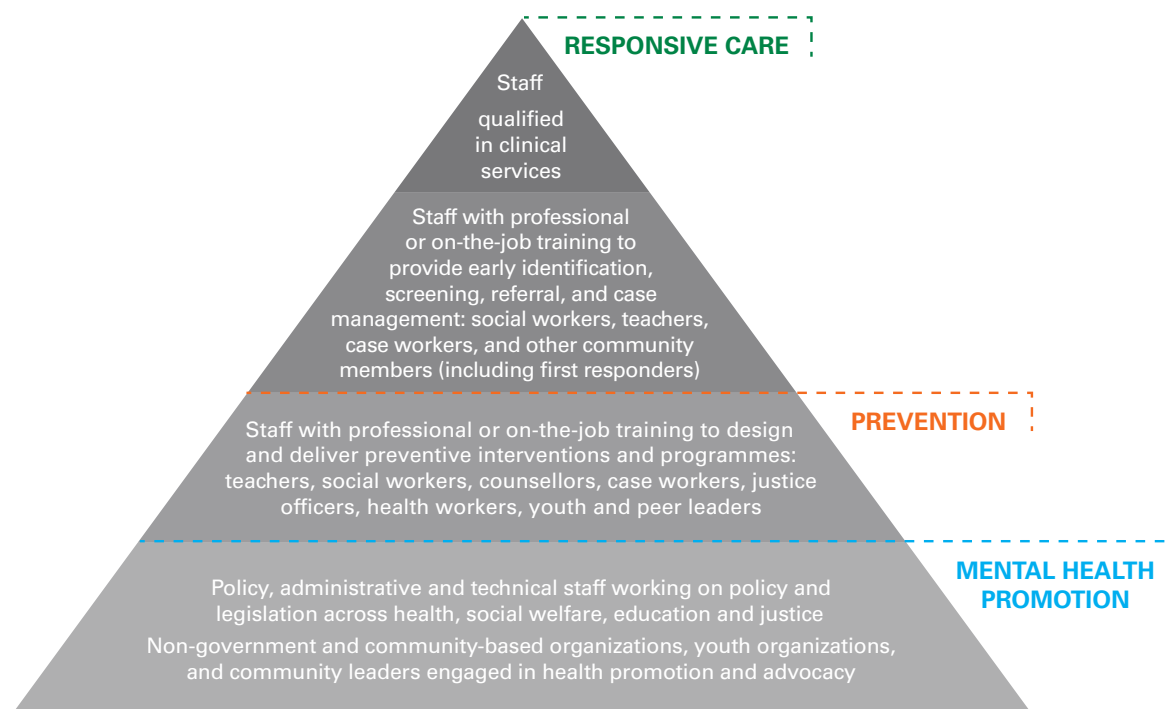 RESPONSIVE CARE
Staff
qualified
in clinical
services
Staff with professional
or on-the-job training to
provide early identification,
screening, referral, and case
management: social workers, teachers,
case workers, and other community
members (including first responders)
PREVENTION
Staff with professional or on-the-job training to design
and deliver preventive interventions and programmes:
teachers, social workers, counsellors, case workers, justice
officers, health workers, youth and peer leaders
MENTAL HEALTH
PROMOTION
Policy, administrative and technical staff working on policy and
legislation across health, social welfare, education and justice
Non-government and community-based organizations, youth organizations,
and community leaders engaged in health promotion and advocacy